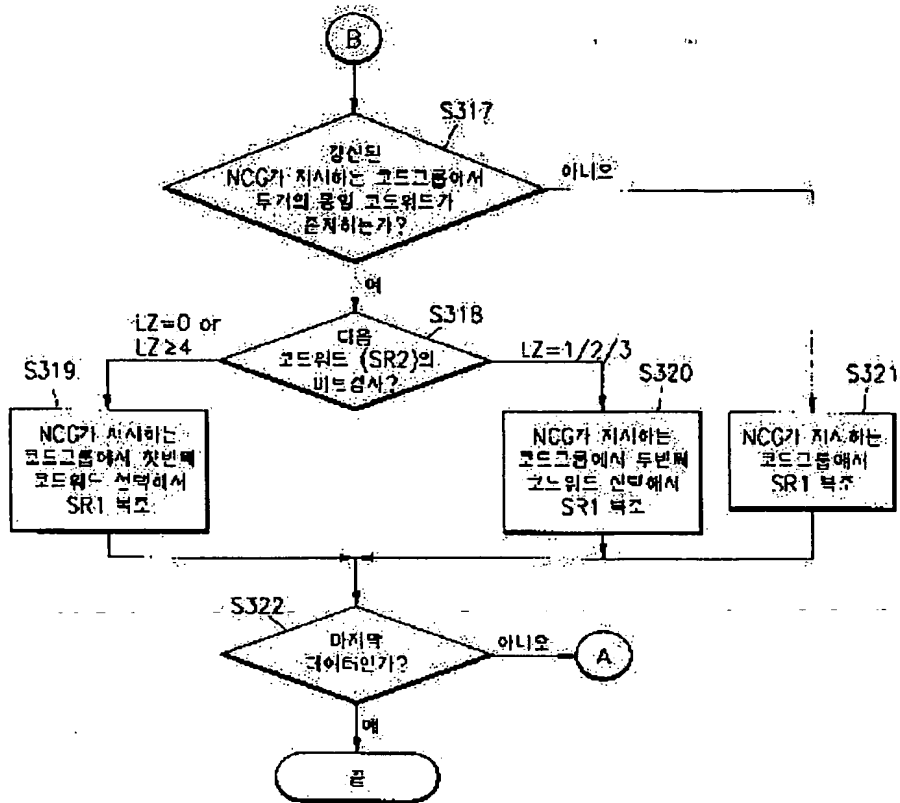 B
S317
갱신된
NCG가 지시하는 코드그룹에서
두개의 동일 코드워드가
존재하는가?
아니오
예
LZ=0 or
LZ≥4
S318
다음
코드워드 (SR2)의
비트검사?
LZ=1/2/3
S319
NCG가 지시하는
코드그룹에서 첫번째
코드워드 선택해서
SR1 복조
S320
NCG가 지시하는
코드그룹에서 두번째
코드워드 선택해서
SR1 복조
S321
NCG가 지시하는
코드그룹에서
SR1 복조
S322
마지막
데이터인가?
아니오
A
예
끝